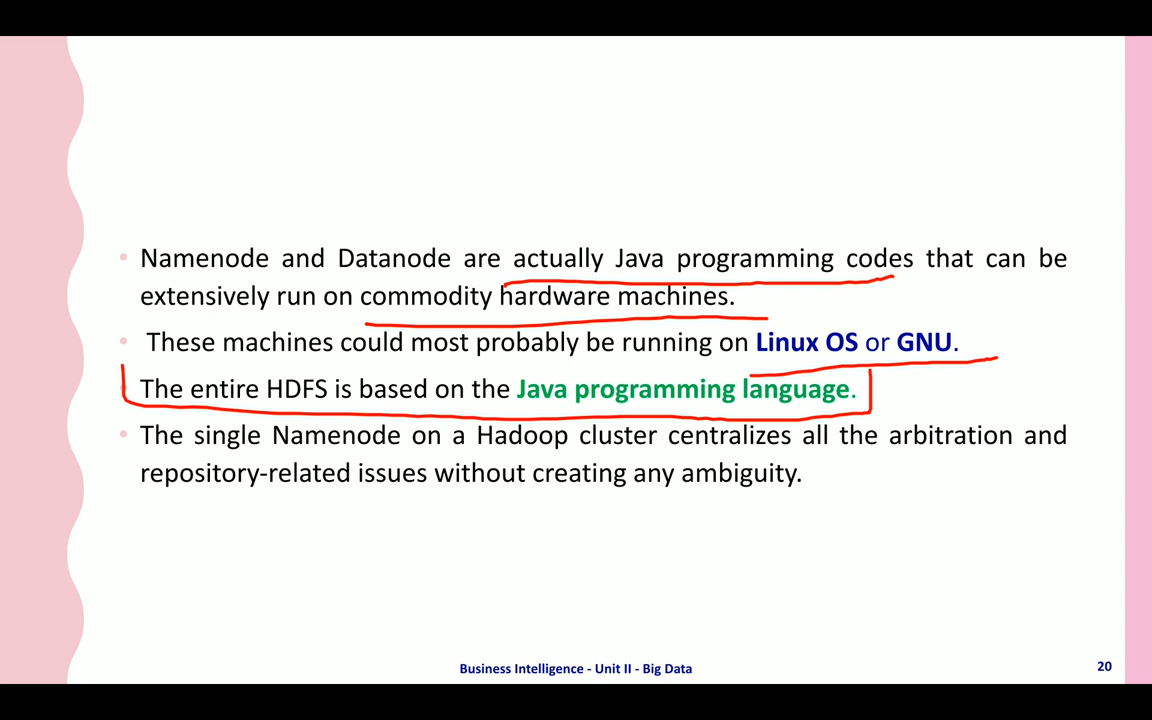 • Namenode and Datanode are actually Java programming codes that can be
extensively run on commodity hardware machines.
• These machines could most probably be running on Linux OS or GNU.
• The entire HDFS is based on the Java programming language.
• The single Namenode on a Hadoop cluster centralizes all the arbitration and
repository-related issues without creating any ambiguity.
Business Intelligence - Unit II - Big Data
20